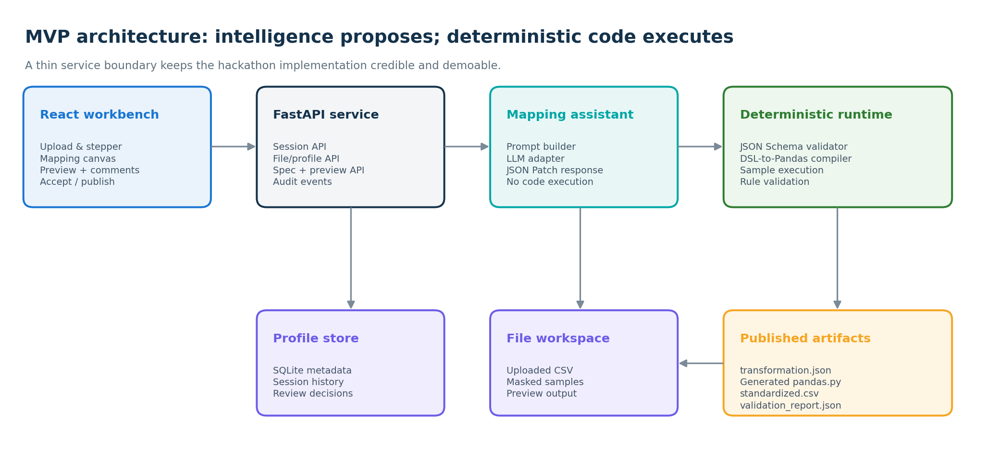 MVP architecture: intelligence proposes; deterministic code executes
A thin service boundary keeps the hackathon implementation credible and demoable.
React workbench
Upload & stepper
Mapping canvas
Preview + comments
Accept / publish
FastAPI service
Session API
File/profile API
Spec + preview API
Audit events
Mapping assistant
Prompt builder
LLM adapter
JSON Patch response
No code execution
Deterministic runtime
JSON Schema validator
DSL-to-Pandas compiler
Sample execution
Rule validation
Profile store
SQLite metadata
Session history
Review decisions
File workspace
Uploaded CSV
Masked samples
Preview output
Published artifacts
transformation.json
Generated pandas.py
standardized.csv
validation_report.json